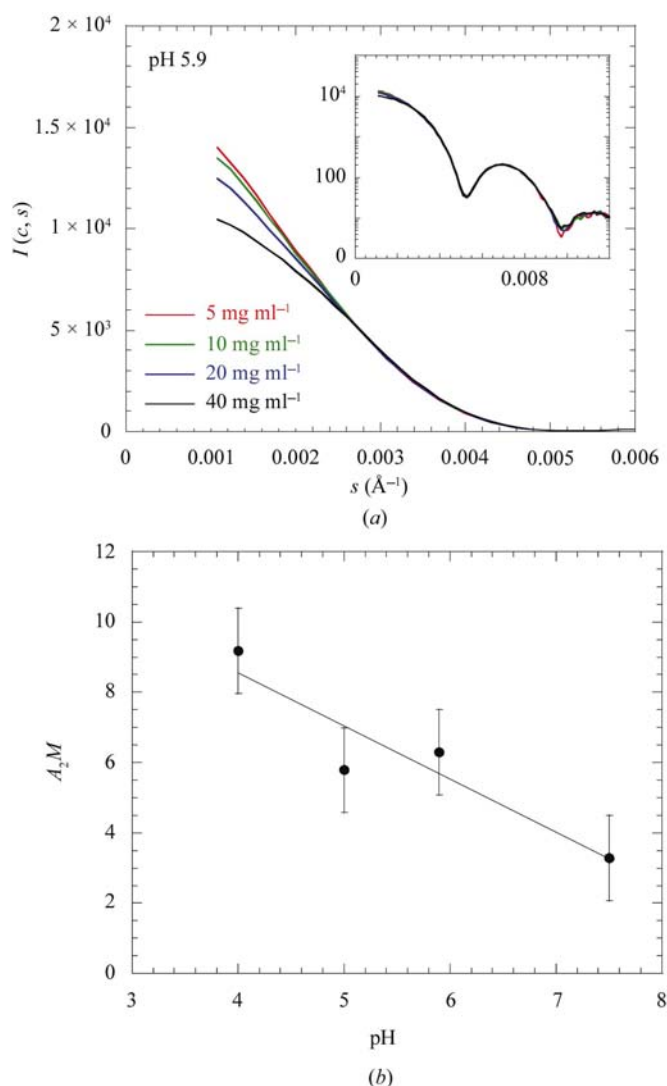 2 × 10⁴
pH 5.9
1.5 × 10⁴
1 × 10⁴
5 × 10³
0
I (c, s)
10⁴
100
0
0
0.008
5 mg ml⁻¹
10 mg ml⁻¹
20 mg ml⁻¹
40 mg ml⁻¹
0 0.001 0.002 0.003 0.004 0.005 0.006
s (Å⁻¹)
(a)
12
10
8
6
4
2
0
A₂M
3 4 5 6 7 8
pH
(b)